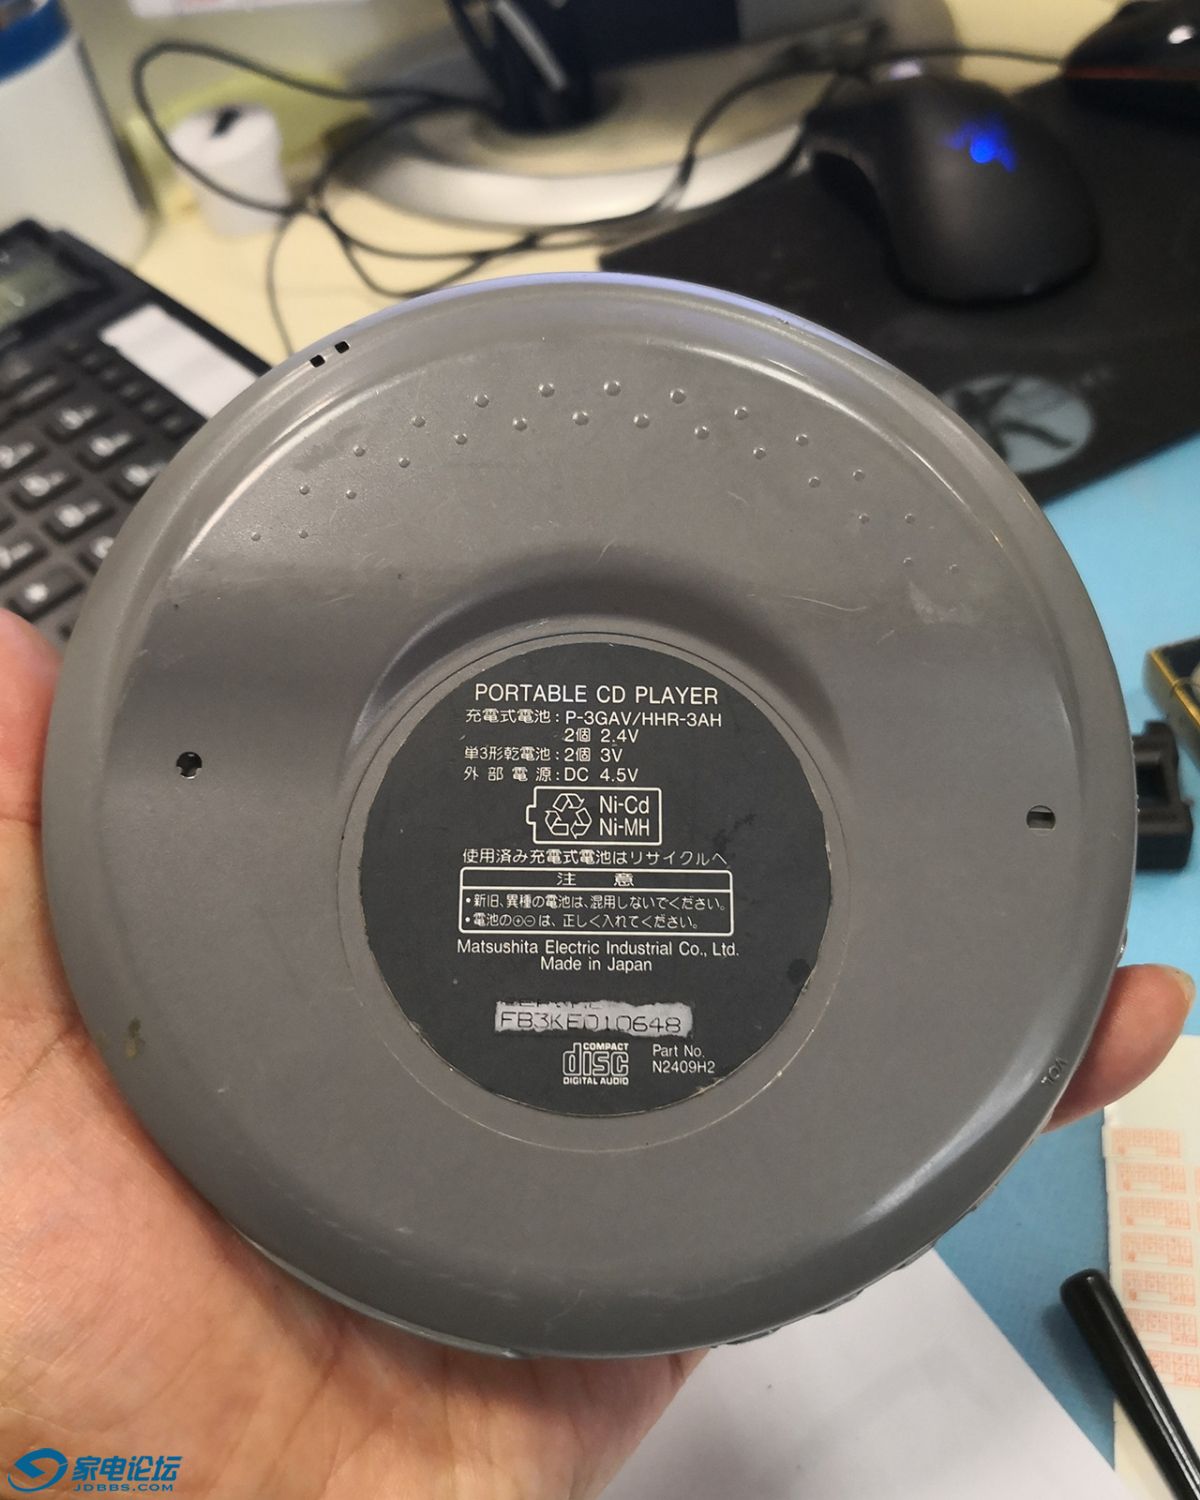 PORTABLE CD PLAYER
充電式電池: P-3GAV/HHR-3AH
2個 2.4V
単3形乾電池: 2個 3V
外部電源: DC 4.5V
Ni-Cd
Ni-MH
使用済み充電式電池はリサイクルへ
注 意
•新旧、異種の電池は、混用しないでください。
•電池の⊕⊖は、正しく入れてください。
Matsushita Electric Industrial Co., Ltd.
Made in Japan
FB3KE010648
COMPACT
disc
DIGITAL AUDIO
Part No.
N2409H2
VOL
家电论坛
JDBBS.COM